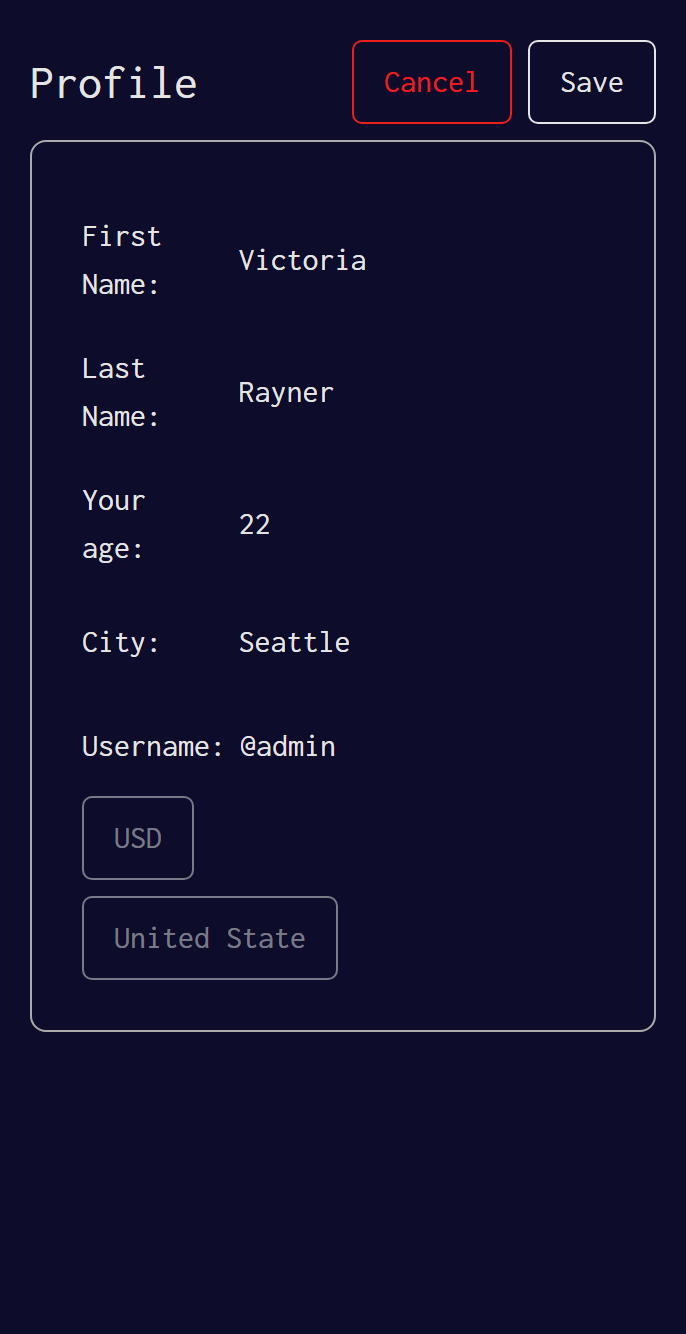 Profile Cancel Save
First
Name: Victoria
Last
Name: Rayner
Your
age: 22
City: Seattle
Username: @admin
USD
United State